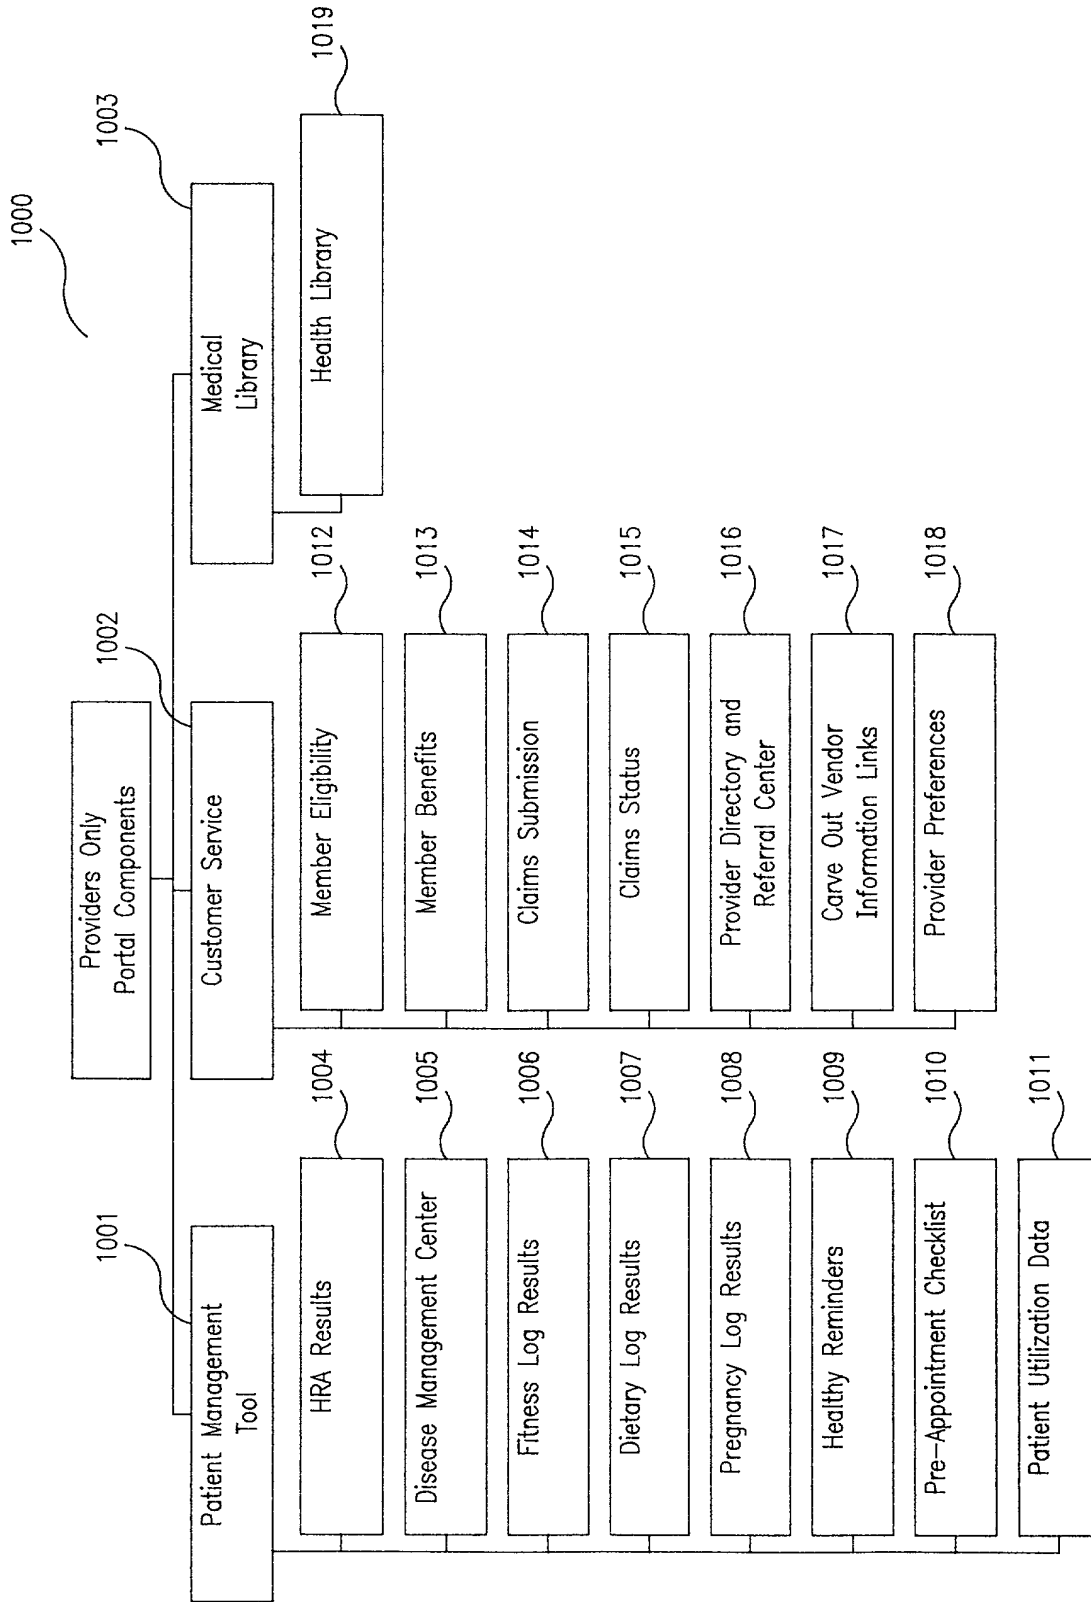 1000
Providers Only
Portal Components
1001
Patient Management
Tool
1002
Customer Service
1003
Medical
Library
HRA Results
1004
Disease Management Center
1005
Fitness Log Results
1006
Dietary Log Results
1007
Pregnancy Log Results
1008
Healthy Reminders
1009
Pre-Appointment Checklist
1010
Patient Utilization Data
1011
Member Eligibility
1012
Member Benefits
1013
Claims Submission
1014
Claims Status
1015
Provider Directory and
Referral Center
1016
Carve Out Vendor
Information Links
1017
Provider Preferences
1018
Health Library
1019